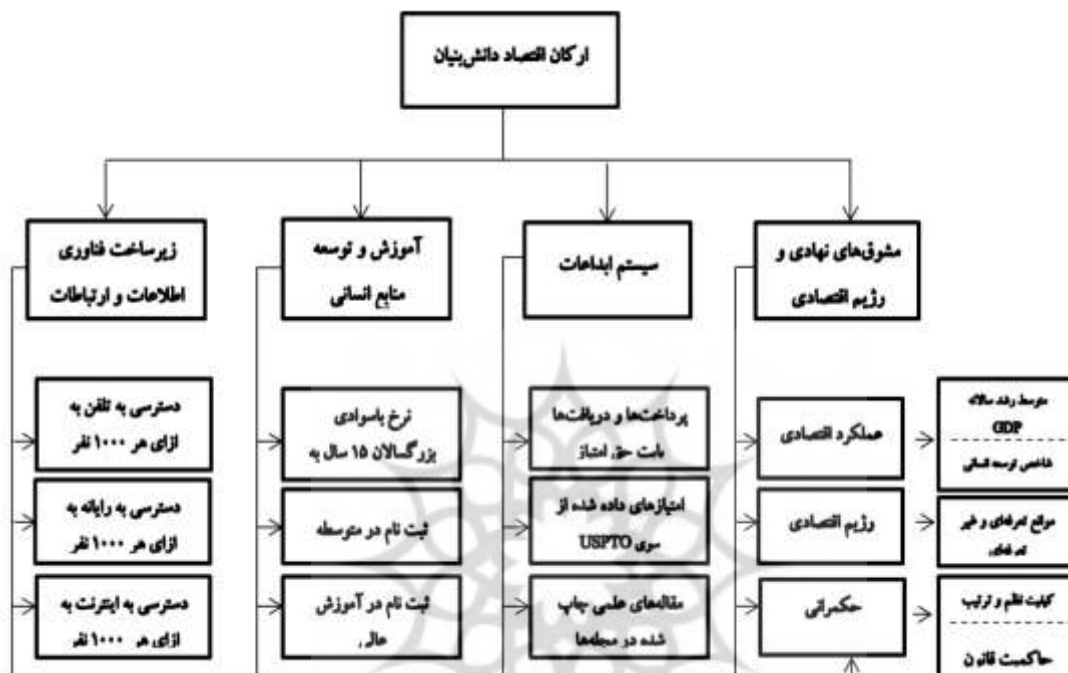 ارکان اقتصاد دانش‌بنیان
مشوق‌های نهادی و
رژیم اقتصادی
سیستم ابداعات
آموزش و توسعه
منابع انسانی
زیرساخت فناوری
اطلاعات و ارتباطات
متوسط رشد سالانه
GDP
شاخص توسعه انسانی
عملکرد اقتصادی
پرداخت‌ها و دریافت‌ها
بابت حق امتیاز
نرخ باسوادی
بزرگسالان ۱۵ سال به
دسترسی به تلفن به
ازای هر ۱۰۰۰ نفر
موانع تعرفه‌ای و غیر
تعرفه‌ای
رژیم اقتصادی
امتیازهای داده شده از
سوی USPTO
ثبت نام در متوسطه
دسترسی به رایانه به
ازای هر ۱۰۰۰ نفر
کیفیت نظم و ترتیب
حاکمیت قانون
حکمرانی
مقاله‌های علمی چاپ
شده در مجله‌ها
ثبت نام در آموزش
عالی
دسترسی به اینترنت به
ازای هر ۱۰۰۰ نفر